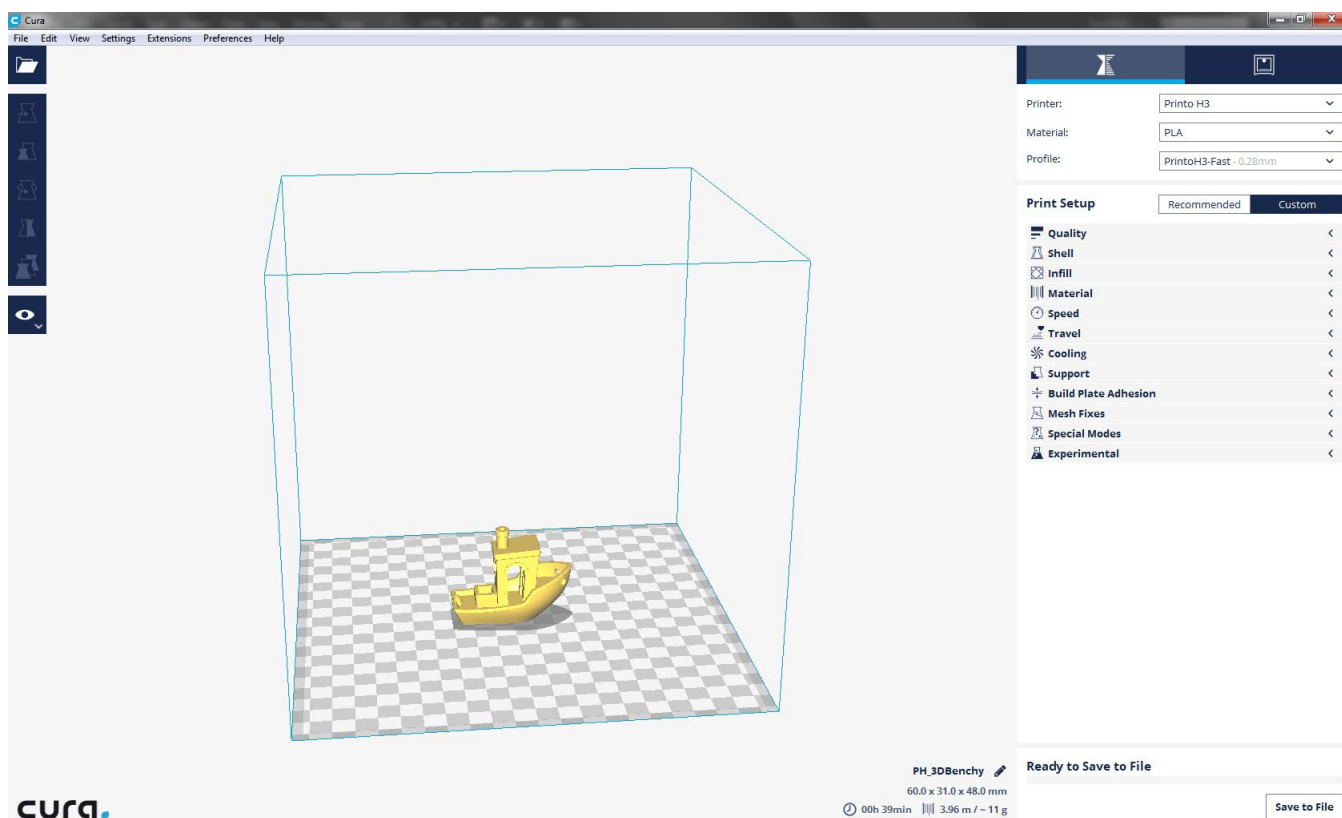 Cura
File Edit View Settings Extensions Preferences Help
Printer: Printo H3
Material: PLA
Profile: PrintoH3-Fast - 0.28mm
Print Setup Recommended Custom
Quality
Shell
Infill
Material
Speed
Travel
Cooling
Support
Build Plate Adhesion
Mesh Fixes
Special Modes
Experimental
PH_3DBenchy
60.0 x 31.0 x 48.0 mm
00h 39min 3.96 m / ~ 11 g
Ready to Save to File
Save to File
cura.